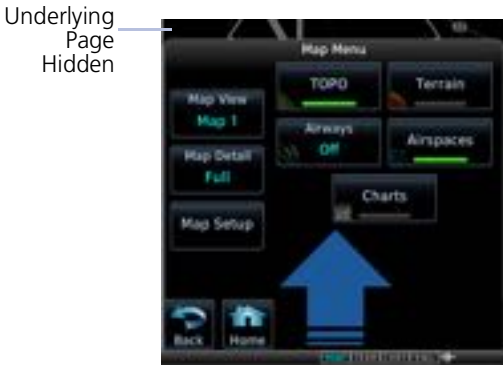 Underlying
Page
Hidden
Map Menu
TOPO
Terrain
Map View
Map 1
Airways
Off
Airspaces
Map Detail
Full
Charts
Map Setup
Back
Home